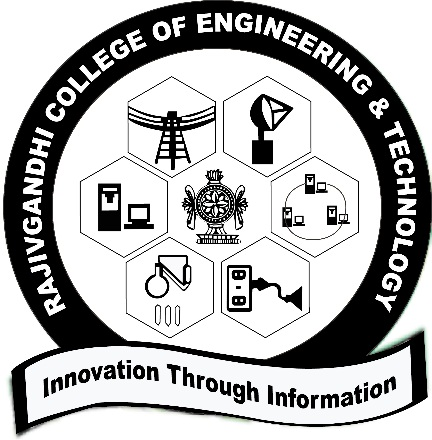 RAJIVGANDHI COLLEGE OF ENGINEERING & TECHNOLOGY
Innovation Through Information